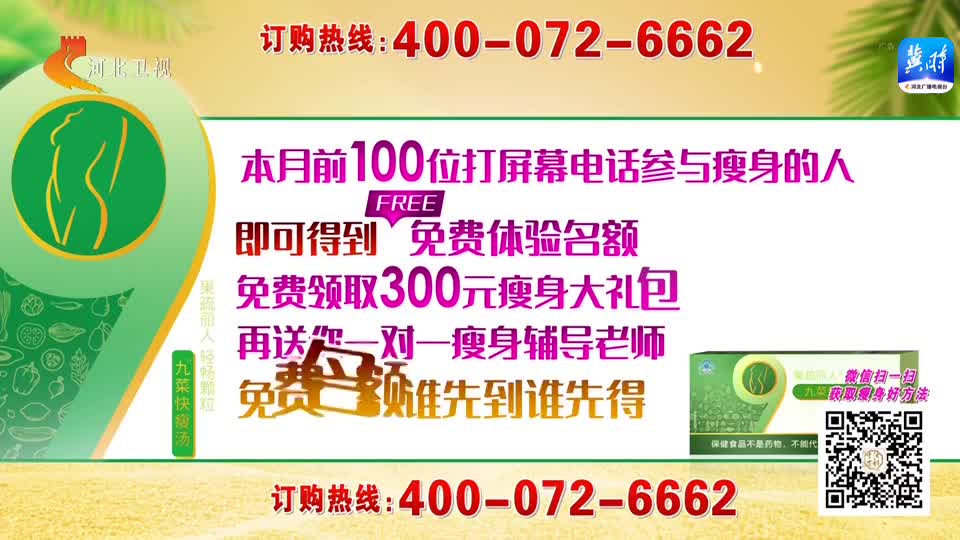 订购热线:400-072-6662
河北卫视
冀时
河北广播电视台
本月前100位打屏幕电话参与瘦身的人
FREE
即可得到 免费体验名额
免费领取300元瘦身大礼包
再送您一对一瘦身辅导老师
免费名额谁先到谁先得
果蔬丽人 轻畅颗粒
九菜快瘦汤
果蔬丽人
九菜
微信扫一扫
获取瘦身好方法
保健食品不是药物，不能代
订购热线:400-072-6662